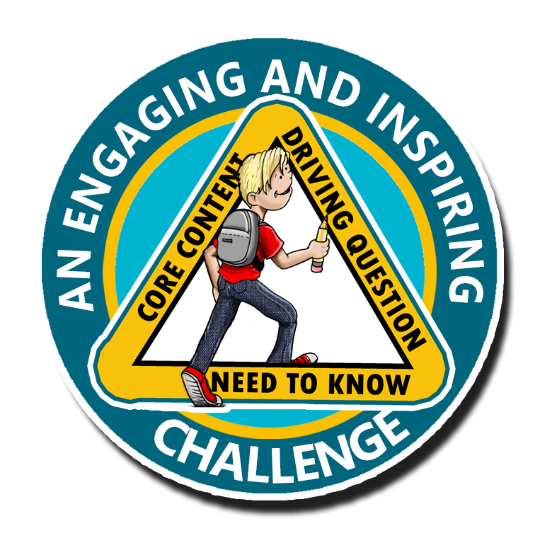 AN ENGAGING AND INSPIRING
CHALLENGE
CORE CONTENT
DRIVING QUESTION
NEED TO KNOW